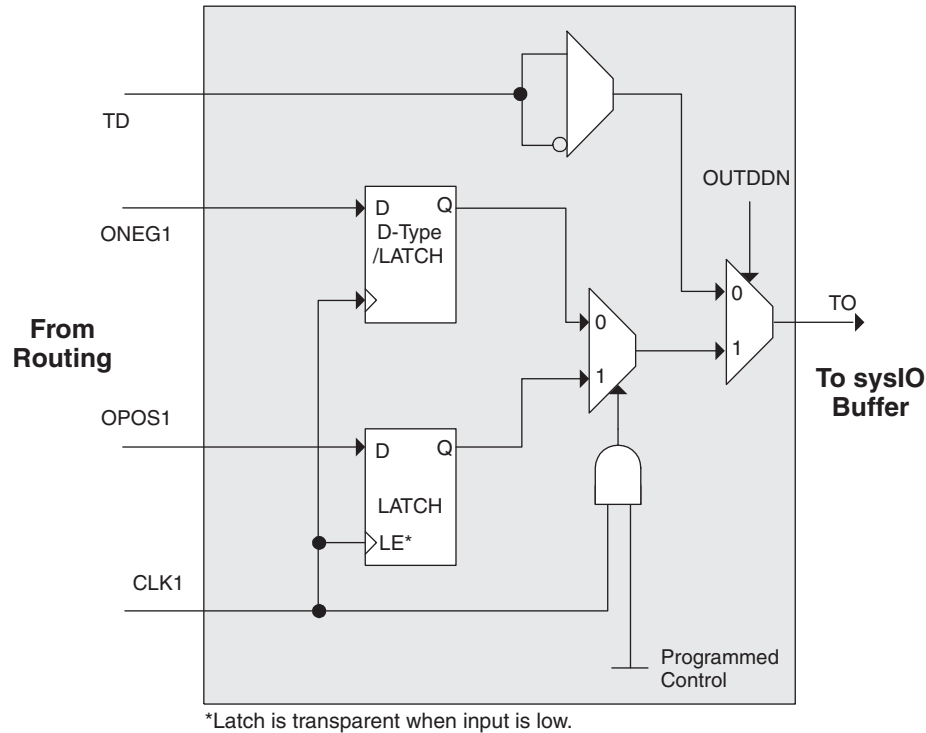 TD
OUTDDN
ONEG1
D Q
D-Type
/LATCH
0
TO
From
Routing
0
1
1
To sysIO
Buffer
OPOS1
D Q
LATCH
LE*
CLK1
Programmed
Control
*Latch is transparent when input is low.